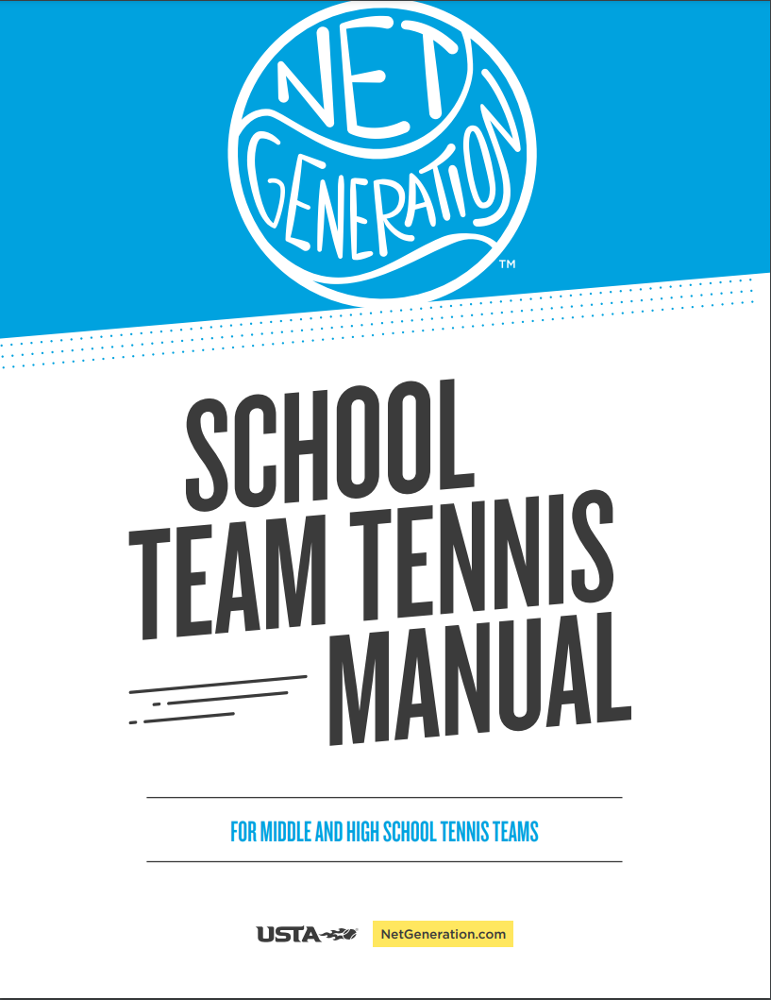 NET
GENERATION
TM
SCHOOL
TEAM TENNIS
MANUAL
FOR MIDDLE AND HIGH SCHOOL TENNIS TEAMS
USTA NetGeneration.com